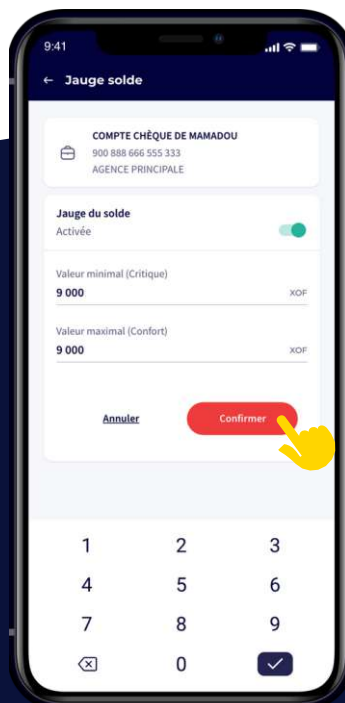 9:41
← Jauge solde
COMPTE CHÈQUE DE MAMADOU
900 888 666 555 333
AGENCE PRINCIPALE
Jauge du solde
Activée
Valeur minimal (Critique)
9 000 XOF
Valeur maximal (Confort)
9 000 XOF
Annuler Confirmer
1 2 3
4 5 6
7 8 9
0